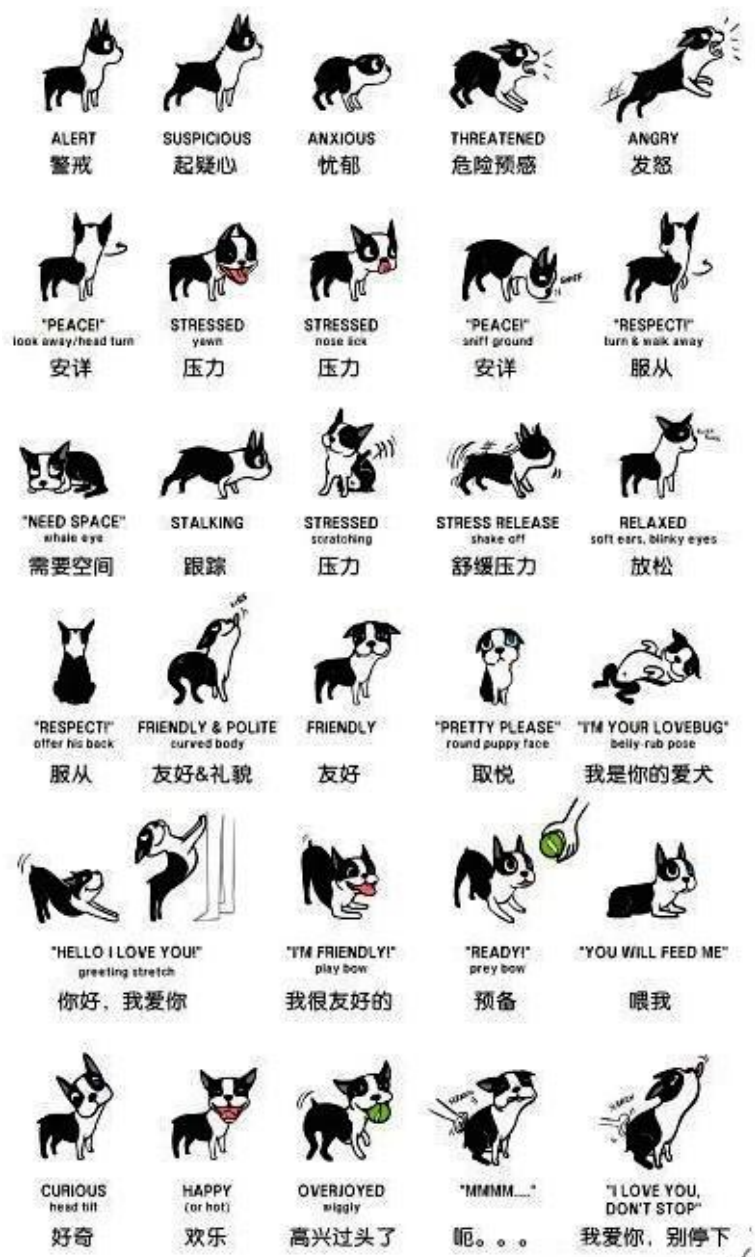 ALERT
SUSPICIOUS
ANXIOUS
THREATENED
ANGRY
警戒
起疑心
忧郁
危险预感
发怒
"PEACE!"
look away/head turn
STRESSED
yawn
STRESSED
nose lick
"PEACE!"
sniff ground
"RESPECT!"
turn & walk away
安详
压力
压力
安详
服从
"NEED SPACE"
whale eye
STALKING
STRESSED
scratching
STRESS RELEASE
shake off
RELAXED
soft ears, blinky eyes
需要空间
跟踪
压力
舒缓压力
放松
"RESPECT!"
offer his back
FRIENDLY & POLITE
curved body
FRIENDLY
"PRETTY PLEASE"
round puppy face
"I'M YOUR LOVEBUG"
belly-rub pose
服从
友好&礼貌
友好
取悦
我是你的爱犬
"HELLO I LOVE YOU!"
greeting stretch
"I'M FRIENDLY!"
play bow
"READY!"
prey bow
"YOU WILL FEED ME"
你好，我爱你
我很友好的
预备
喂我
CURIOUS
head tilt
HAPPY
(or hot)
OVERJOYED
wiggly
"MMMM...."
"I LOVE YOU,
DON'T STOP"
好奇
欢乐
高兴过头了
呃。。。
我爱你，别停下